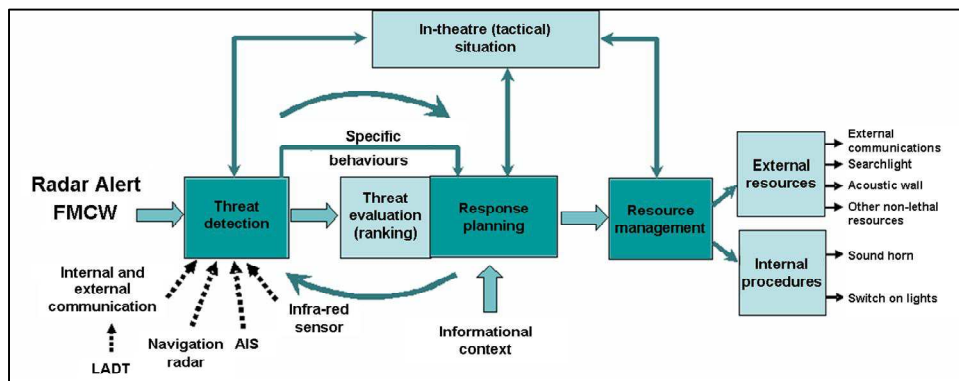 In-theatre (tactical)
situation
Specific
behaviours
Radar Alert
FMCW
Threat
detection
Threat
evaluation
(ranking)
Response
planning
Resource
management
External
resources
External
communications
Searchlight
Acoustic wall
Other non-lethal
resources
Internal
procedures
Sound horn
Switch on lights
Internal and
external
communication
LADT
Navigation
radar
AIS
Infra-red
sensor
Informational
context